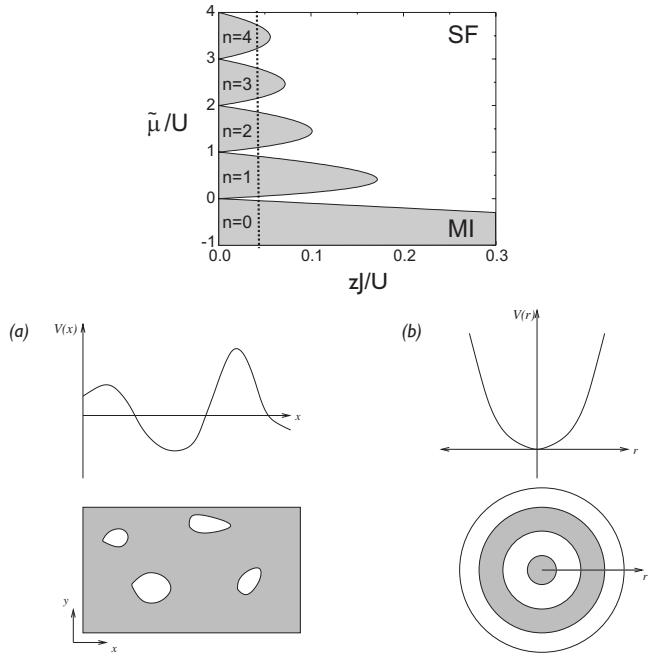 4
SF
n=4
3
n=3
μ̃/U
2
n=2
1
n=1
0
n=0
MI
-1
0.0
0.1
0.2
0.3
zJ/U
(a)
V(x)
x
(b)
V(r)
r
y
x
r